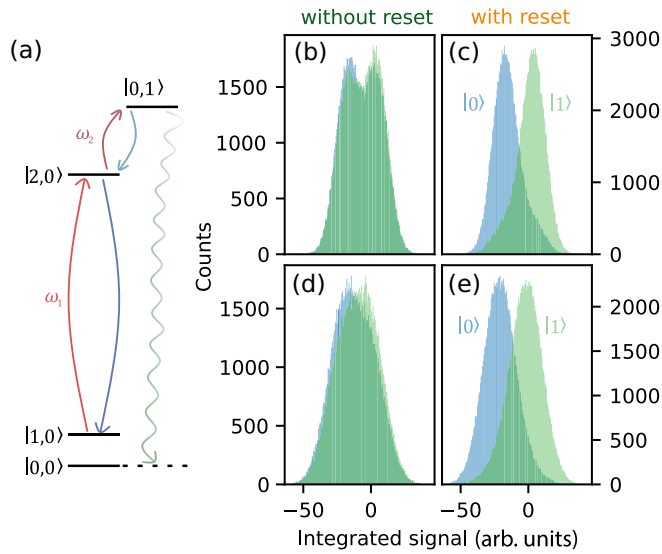 without reset
with reset
(a)
|0,1⟩
ω₂
|2,0⟩
ω₁
|1,0⟩
|0,0⟩
Counts
(b)
1500
1000
500
0
(c)
|0⟩
|1⟩
3000
2000
1000
0
(d)
1500
1000
500
0
−50
0
(e)
|0⟩
|1⟩
2000
1500
1000
500
0
−50
0
Integrated signal (arb. units)